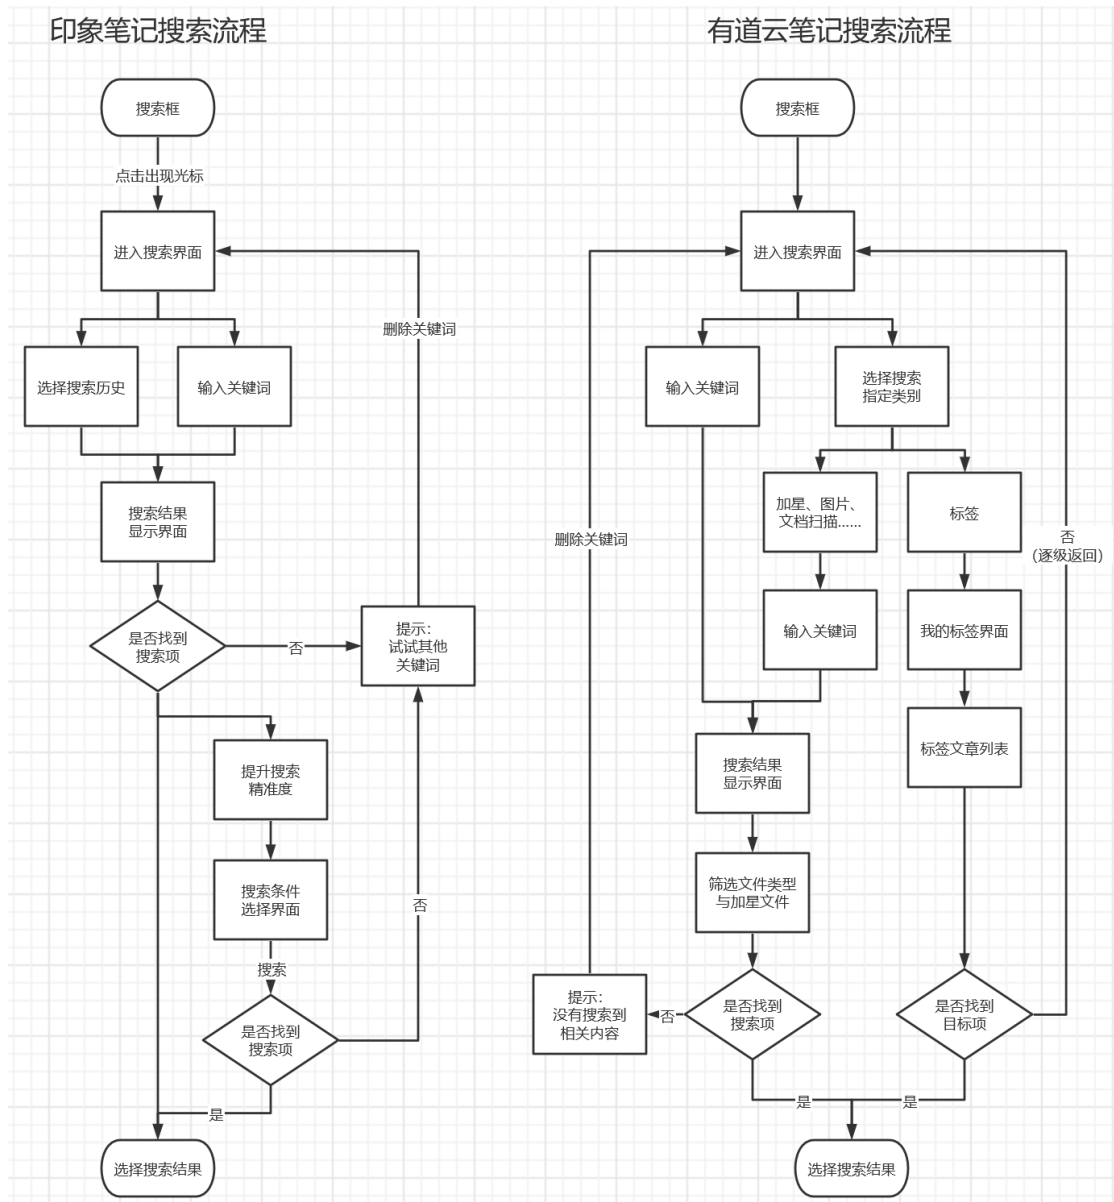 印象笔记搜索流程
搜索框
点击出现光标
进入搜索界面
删除关键词
选择搜索历史
输入关键词
搜索结果
显示界面
是否找到
搜索项
否
提示：
试试其他
关键词
提升搜索
精准度
搜索条件
选择界面
否
搜索
是否找到
搜索项
是
选择搜索结果
有道云笔记搜索流程
搜索框
进入搜索界面
输入关键词
选择搜索
指定类别
加星、图片、
文档扫描......
标签
删除关键词
否
（逐级返回）
输入关键词
我的标签界面
标签文章列表
搜索结果
显示界面
筛选文件类型
与加星文件
提示：
没有搜索到
相关内容
否
是否找到
搜索项
是否找到
目标项
是
是
选择搜索结果